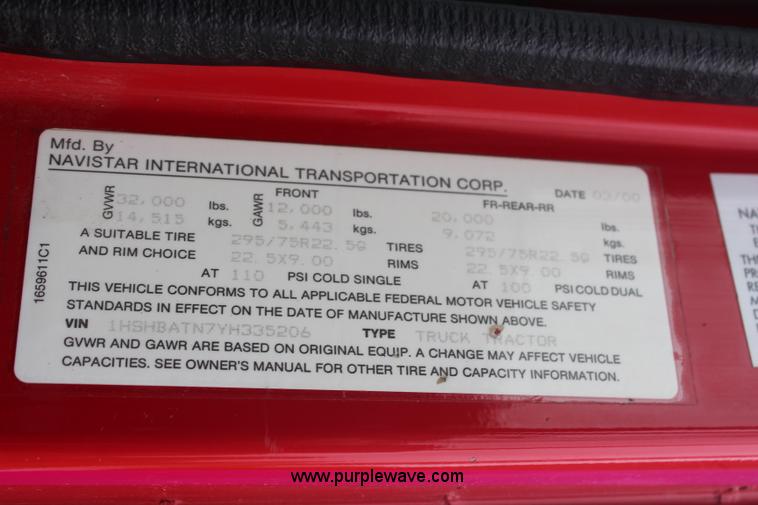 Mfd. By
NAVISTAR INTERNATIONAL TRANSPORTATION CORP. DATE 03/00
GVWR 32,000 lbs. GAWR FRONT 12,000 lbs. FR-REAR-RR 20,000 lbs.
14,515 kgs. 5,443 kgs. 9,072 kgs.
A SUITABLE TIRE 295/75R22.5G TIRES 295/75R22.5G TIRES
AND RIM CHOICE 22.5X9.00 RIMS 22.5X9.00 RIMS
AT 110 PSI COLD SINGLE AT 100 PSI COLD DUAL
THIS VEHICLE CONFORMS TO ALL APPLICABLE FEDERAL MOTOR VEHICLE SAFETY
STANDARDS IN EFFECT ON THE DATE OF MANUFACTURE SHOWN ABOVE.
VIN 1HSHBATN7YH335206 TYPE TRUCK TRACTOR
GVWR AND GAWR ARE BASED ON ORIGINAL EQUIP. A CHANGE MAY AFFECT VEHICLE
CAPACITIES. SEE OWNER'S MANUAL FOR OTHER TIRE AND CAPACITY INFORMATION.
1659611C1
www.purplewave.com